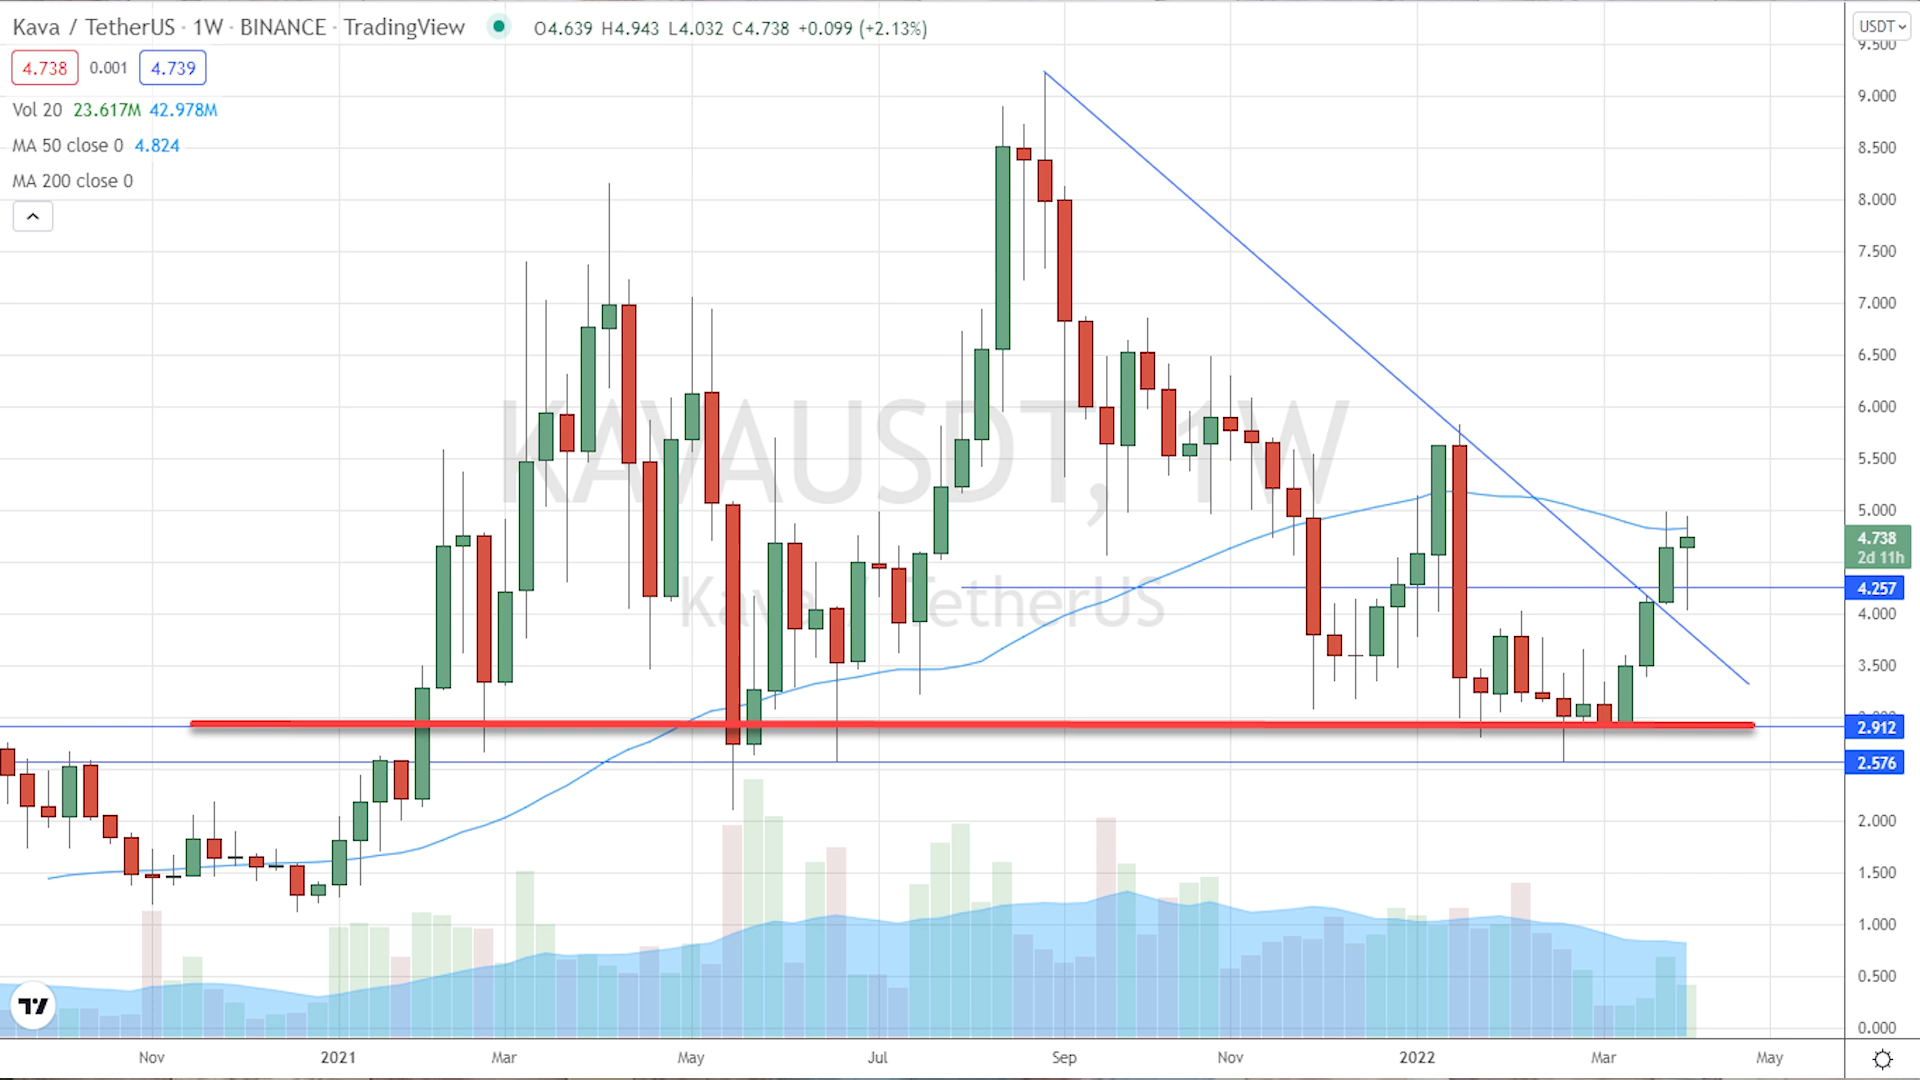 Kava / TetherUS · 1W · BINANCE · TradingView O4.639 H4.943 L4.032 C4.738 +0.099 (+2.13%)
USDT
4.738 0.001 4.739
Vol 20 23.617M 42.978M
MA 50 close 0 4.824
MA 200 close 0
KAVAUSDT, 1W
Kava / TetherUS
9.500
9.000
8.500
8.000
7.500
7.000
6.500
6.000
5.500
5.000
4.738
2d 11h
4.257
4.000
3.500
2.912
2.576
2.000
1.500
1.000
0.500
0.000
Nov 2021 Mar May Jul Sep Nov 2022 Mar May